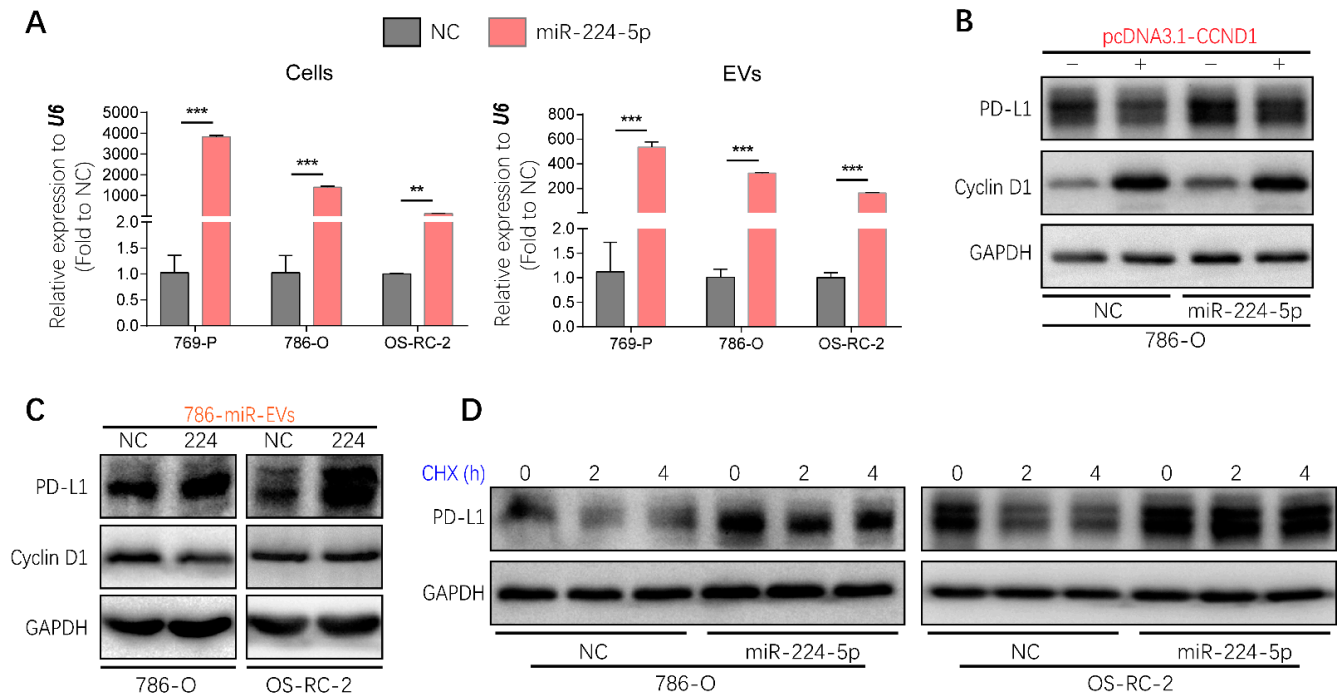 A
NC
miR-224-5p
Cells
Relative expression to U6
(Fold to NC)
5000
4000
3000
2000
1000
2.0
1.5
1.0
0.5
0.0
***
***
**
769-P
786-O
OS-RC-2
EVs
Relative expression to U6
(Fold to NC)
800
600
400
200
2.0
1.5
1.0
0.5
0.0
***
***
***
769-P
786-O
OS-RC-2
B
pcDNA3.1-CCND1
− + − +
PD-L1
Cyclin D1
GAPDH
NC miR-224-5p
786-O
C
786-miR-EVs
NC 224 NC 224
PD-L1
Cyclin D1
GAPDH
786-O OS-RC-2
D
CHX (h) 0 2 4 0 2 4 0 2 4 0 2 4
PD-L1
GAPDH
NC miR-224-5p NC miR-224-5p
786-O OS-RC-2